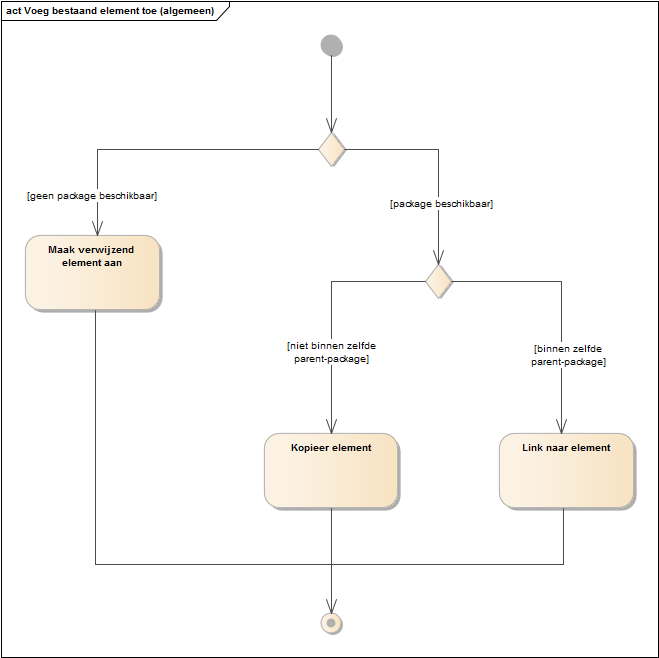 act Voeg bestaand element toe (algemeen)
[geen package beschikbaar]
[package beschikbaar]
Maak verwijzend
element aan
[niet binnen zelfde
parent-package]
[binnen zelfde
parent-package]
Kopieer element
Link naar element